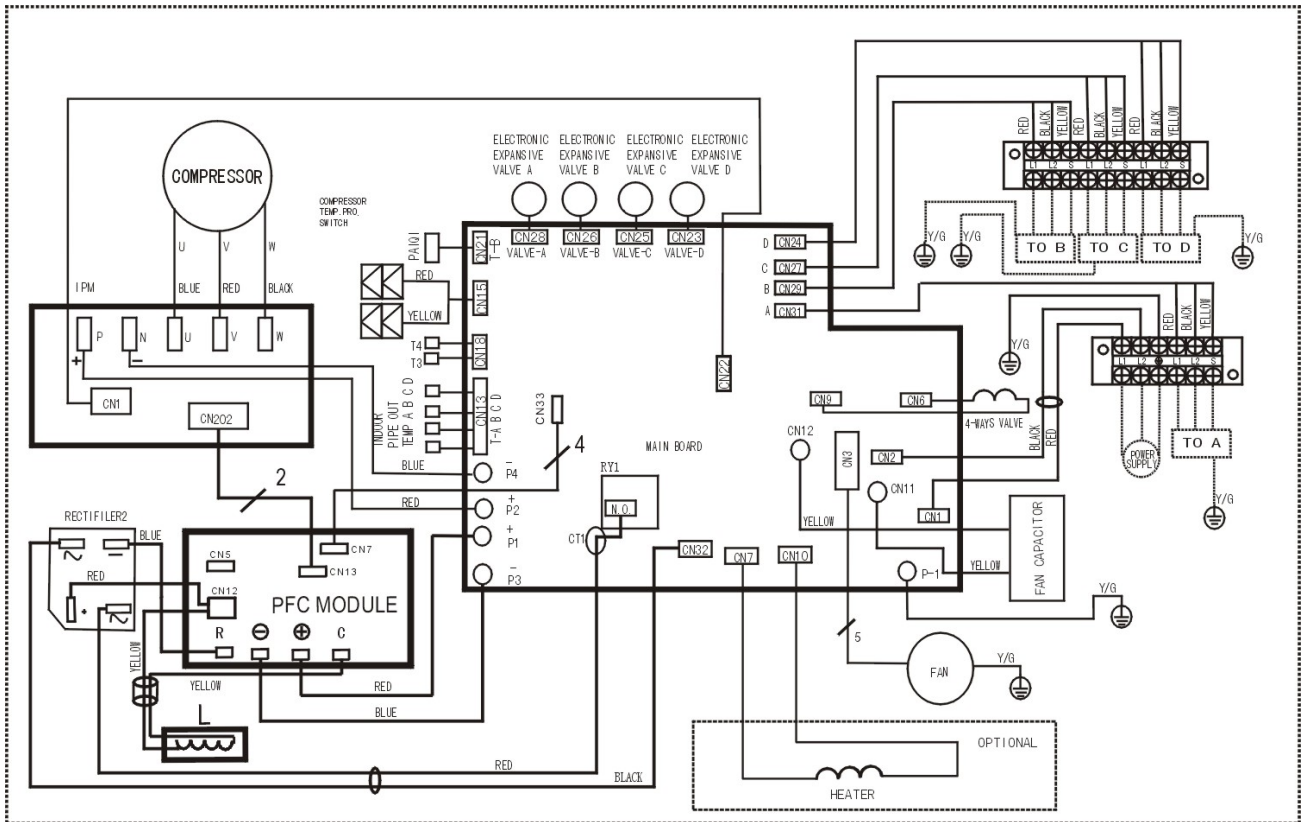 ELECTRONIC
EXPANSIVE
VALVE A
ELECTRONIC
EXPANSIVE
VALVE B
ELECTRONIC
EXPANSIVE
VALVE C
ELECTRONIC
EXPANSIVE
VALVE D
COMPRESSOR
COMPRESSOR
TEMP.PRO.
SWITCH
U
V
W
BLUE
RED
BLACK
IPM
P
N
U
V
W
+
−
CN1
CN202
PAIQI
CN21
T-B
RED
YELLOW
CN15
T4
T3
CN18
INDOOR
PIPE OUT
TEMP A B C D
CN13
T-A B C D
CN28
VALVE-A
CN26
VALVE-B
CN25
VALVE-C
CN23
VALVE-D
CN22
CN33
4
MAIN BOARD
D CN24
C CN27
B CN29
A CN31
RED
BLACK
YELLOW
RED
BLACK
YELLOW
RED
BLACK
YELLOW
L1 L2 S L1 L2 S L1 L2 S
Y/G
Y/G
TO B
TO C
TO D
Y/G
Y/G
RED
BLACK
YELLOW
L1 L2 L1 L2 S
POWER
SUPPLY
TO A
Y/G
CN9
CN6
4-WAYS VALVE
BLACK
RED
CN12
CN3
CN2
CN11
CN1
YELLOW
YELLOW
FAN CAPACITOR
P-1
Y/G
5
FAN
Y/G
BLUE
−
P4
RED
+
P2
+
P1
−
P3
RY1
N.O.
CT1
CN32
CN7
CN10
2
RECTIFILER2
BLUE
RED
+
CN5
CN7
CN13
CN12
PFC MODULE
R
C
YELLOW
YELLOW
L
RED
BLUE
RED
BLACK
OPTIONAL
HEATER